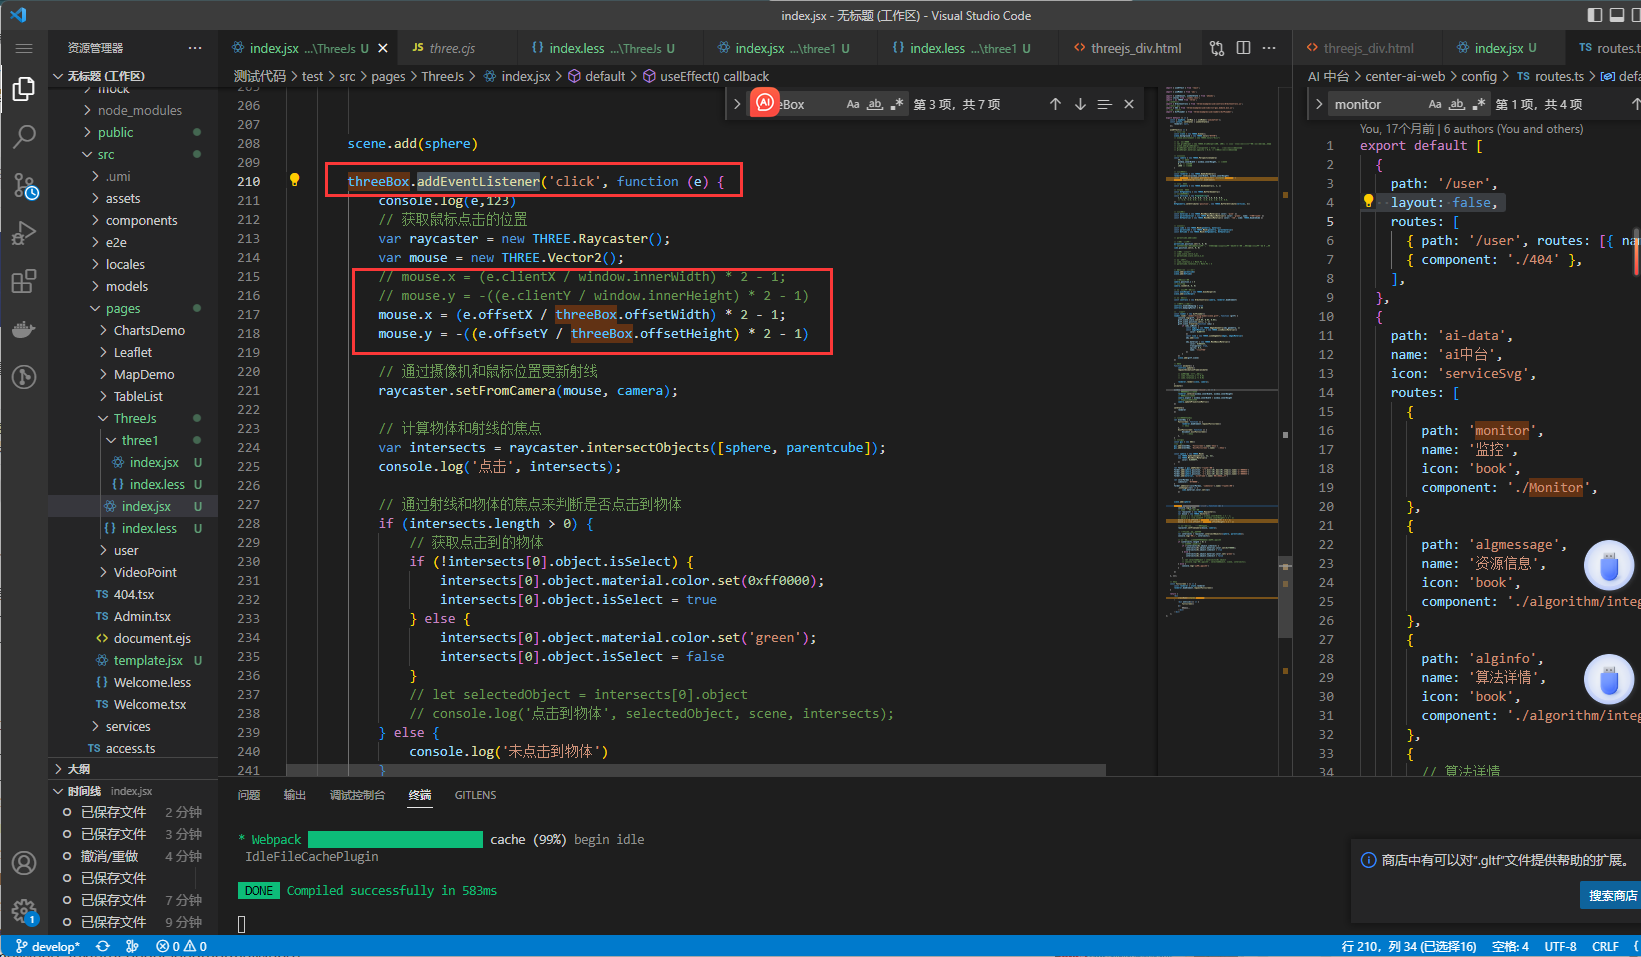 index.jsx - 无标题 (工作区) - Visual Studio Code
资源管理器
index.jsx ...\ThreeJs U
JS three.cjs
index.less ...\ThreeJs U
index.jsx ...\three1 U
index.less ...\three1 U
threejs_div.html
threejs_div.html
index.jsx U
TS routes.t
无标题 (工作区)
测试代码 > test > src > pages > ThreeJs > index.jsx > default > useEffect() callback
AI 中台 > center-ai-web > config > TS routes.ts > defa
mock
node_modules
public
src
.umi
assets
components
e2e
locales
models
pages
ChartsDemo
Leaflet
MapDemo
TableList
ThreeJs
three1
index.jsx U
index.less U
index.jsx U
index.less U
user
VideoPoint
TS 404.tsx
TS Admin.tsx
document.ejs
template.jsx U
Welcome.less
TS Welcome.tsx
services
TS access.ts
大纲
时间线 index.jsx
已保存文件 2 分钟
已保存文件 3 分钟
撤消/重做 4 分钟
已保存文件
已保存文件 7 分钟
已保存文件 9 分钟
AI
eBox Aa ab 第 3 项，共 7 项
205
206
207
208 scene.add(sphere)
209
210 threeBox.addEventListener('click', function (e) {
211 console.log(e,123)
212 // 获取鼠标点击的位置
213 var raycaster = new THREE.Raycaster();
214 var mouse = new THREE.Vector2();
215 // mouse.x = (e.clientX / window.innerWidth) * 2 - 1;
216 // mouse.y = -((e.clientY / window.innerHeight) * 2 - 1)
217 mouse.x = (e.offsetX / threeBox.offsetWidth) * 2 - 1;
218 mouse.y = -((e.offsetY / threeBox.offsetHeight) * 2 - 1)
219
220 // 通过摄像机和鼠标位置更新射线
221 raycaster.setFromCamera(mouse, camera);
222
223 // 计算物体和射线的焦点
224 var intersects = raycaster.intersectObjects([sphere, parentcube]);
225 console.log('点击', intersects);
226
227 // 通过射线和物体的焦点来判断是否点击到物体
228 if (intersects.length > 0) {
229 // 获取点击到的物体
230 if (!intersects[0].object.isSelect) {
231 intersects[0].object.material.color.set(0xff0000);
232 intersects[0].object.isSelect = true
233 } else {
234 intersects[0].object.material.color.set('green');
235 intersects[0].object.isSelect = false
236 }
237 // let selectedObject = intersects[0].object
238 // console.log('点击到物体', selectedObject, scene, intersects);
239 } else {
240 console.log('未点击到物体')
241 }
monitor Aa ab 第 1 项，共 4 项
You, 17个月前 | 6 authors (You and others)
1 export default [
2 {
3 path: '/user',
4 layout: false,
5 routes: [
6 { path: '/user', routes: [{ na
7 { component: './404' },
8 ],
9 },
10 {
11 path: 'ai-data',
12 name: 'ai中台',
13 icon: 'serviceSvg',
14 routes: [
15 {
16 path: 'monitor',
17 name: '监控',
18 icon: 'book',
19 component: './Monitor',
20 },
21 {
22 path: 'algmessage',
23 name: '资源信息',
24 icon: 'book',
25 component: './algorithm/integ
26 },
27 {
28 path: 'alginfo',
29 name: '算法详情',
30 icon: 'book',
31 component: './algorithm/integ
32 },
33 {
34 // 算法详情
问题 输出 调试控制台 终端 GITLENS
* Webpack cache (99%) begin idle
IdleFileCachePlugin
DONE Compiled successfully in 583ms
商店中有可以对“.gltf”文件提供帮助的扩展。
搜索商店
1
develop* 0 0
行 210，列 34 (已选择16) 空格: 4 UTF-8 CRLF {